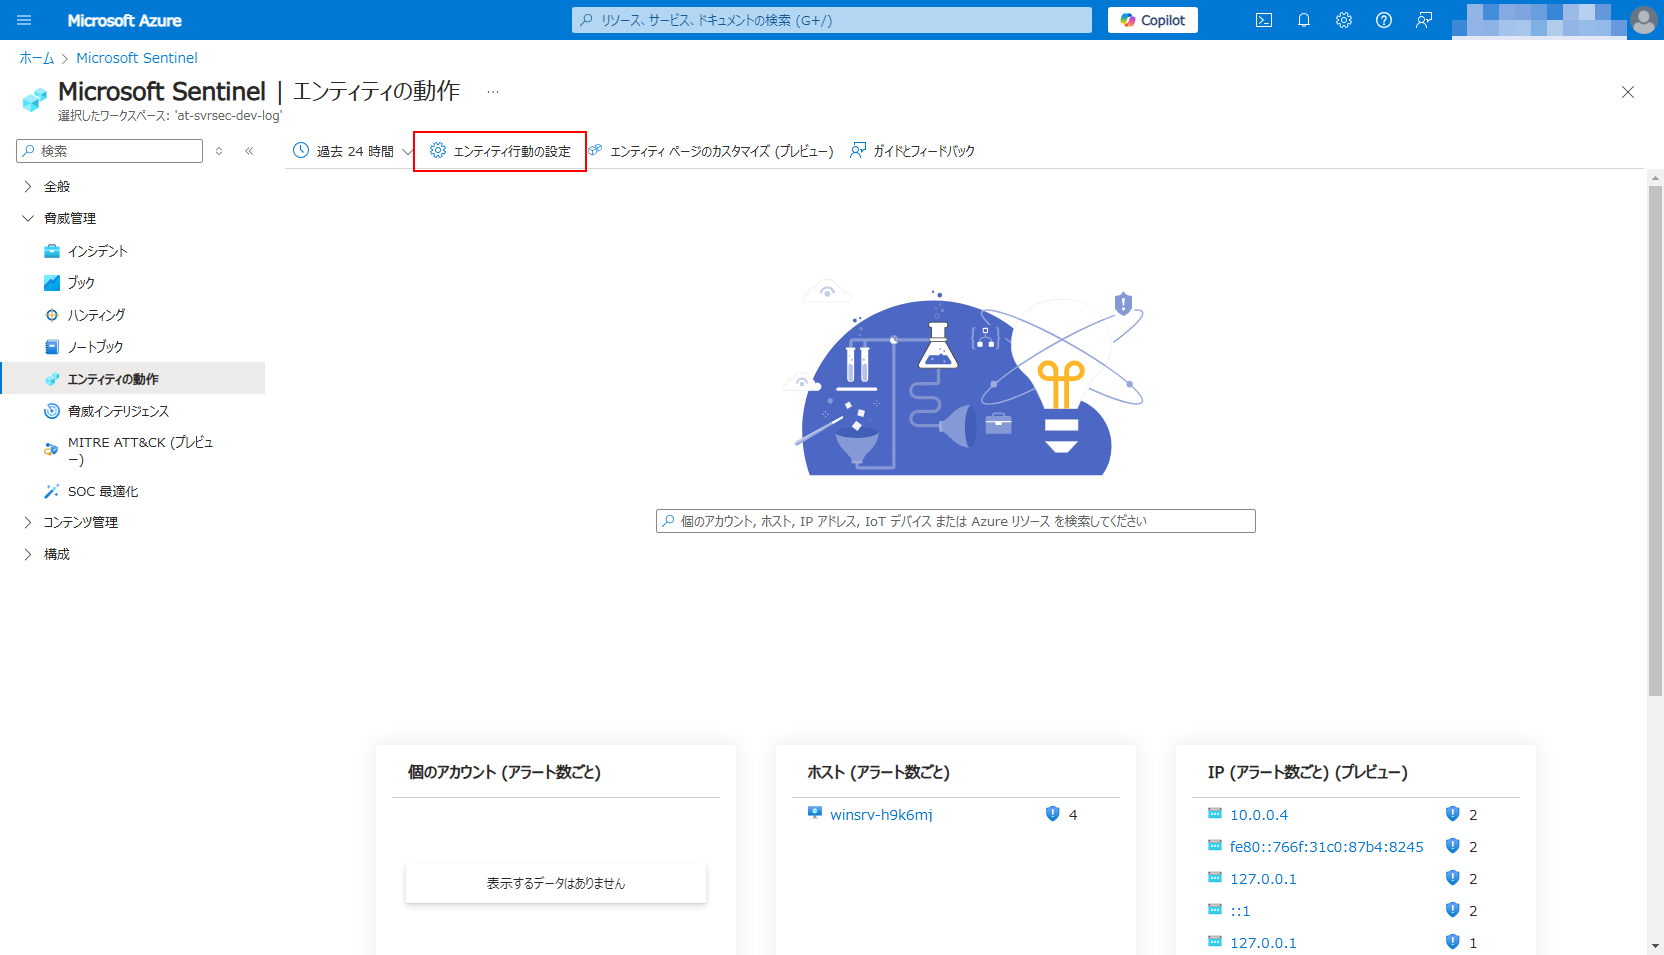 Microsoft Azure
リソース、サービス、ドキュメントの検索 (G+/)
Copilot
ホーム
Microsoft Sentinel
Microsoft Sentinel | エンティティの動作
選択したワークスペース: 'at-svrsec-dev-log'
検索
過去 24 時間
エンティティ行動の設定
エンティティ ページのカスタマイズ (プレビュー)
ガイドとフィードバック
全般
脅威管理
インシデント
ブック
ハンティング
ノートブック
エンティティの動作
脅威インテリジェンス
MITRE ATT&CK (プレビュ
ー)
SOC 最適化
コンテンツ管理
構成
個のアカウント, ホスト, IP アドレス, IoT デバイス または Azure リソース を検索してください
個のアカウント (アラート数ごと)
表示するデータはありません
ホスト (アラート数ごと)
winsrv-h9k6mj 4
IP (アラート数ごと) (プレビュー)
10.0.0.4 2
fe80::766f:31c0:87b4:8245 2
127.0.0.1 2
::1 2
127.0.0.1 1